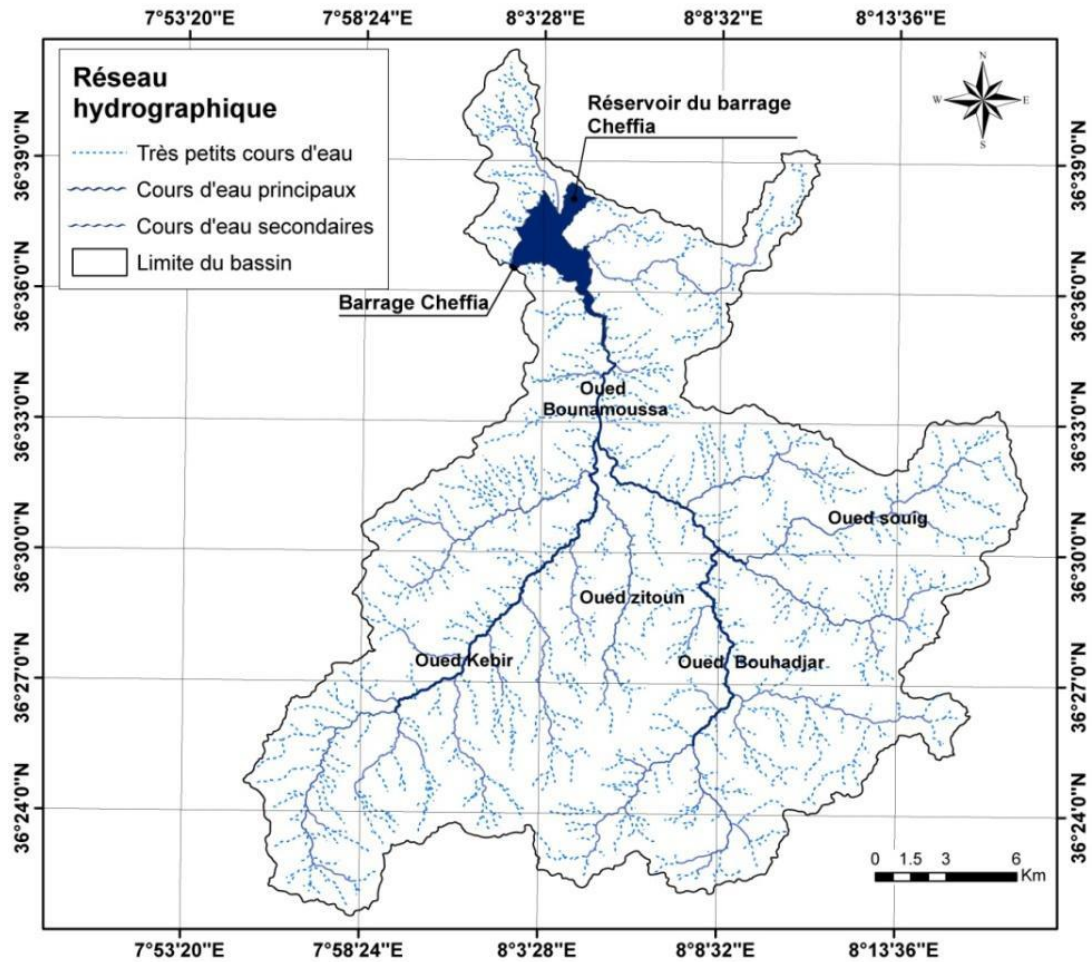 7°53'20"E 7°58'24"E 8°3'28"E 8°8'32"E 8°13'36"E
Réseau
hydrographique
Très petits cours d'eau
Cours d'eau principaux
Cours d'eau secondaires
Limite du bassin
N
W E
S
Réservoir du barrage
Cheffia
Barrage Cheffia
36°39'0"N
36°36'0"N
36°33'0"N
36°30'0"N
36°27'0"N
36°24'0"N
36°39'0"N
36°36'0"N
36°33'0"N
36°30'0"N
36°27'0"N
36°24'0"N
Oued
Bounamoussa
Oued souig
Oued zitoun
Oued Kebir
Oued Bouhadjar
0 1.5 3 6
Km
7°53'20"E 7°58'24"E 8°3'28"E 8°8'32"E 8°13'36"E